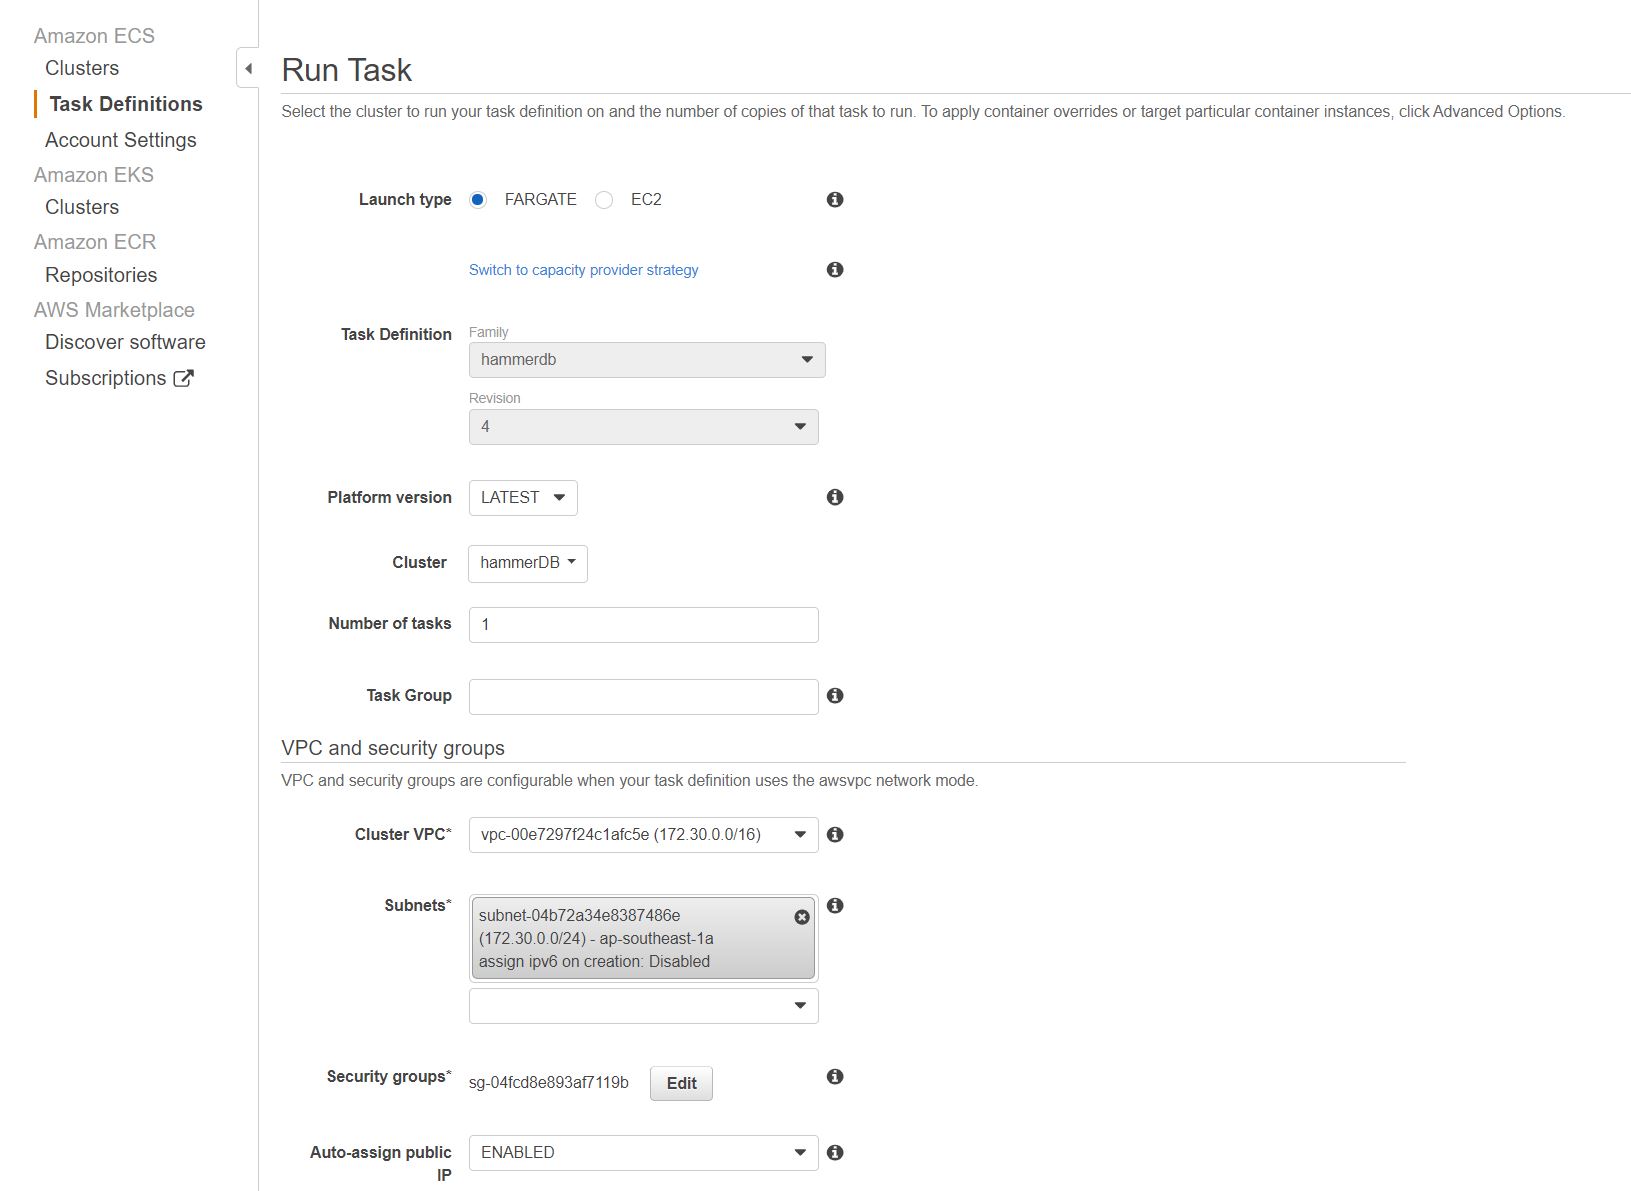 Amazon ECS
Clusters
Task Definitions
Account Settings
Amazon EKS
Clusters
Amazon ECR
Repositories
AWS Marketplace
Discover software
Subscriptions
Run Task
Select the cluster to run your task definition on and the number of copies of that task to run. To apply container overrides or target particular container instances, click Advanced Options.
Launch type FARGATE EC2
Switch to capacity provider strategy
Task Definition Family
hammerdb
Revision
4
Platform version LATEST
Cluster hammerDB
Number of tasks 1
Task Group
VPC and security groups
VPC and security groups are configurable when your task definition uses the awsvpc network mode.
Cluster VPC* vpc-00e7297f24c1afc5e (172.30.0.0/16)
Subnets* subnet-04b72a34e8387486e
(172.30.0.0/24) - ap-southeast-1a
assign ipv6 on creation: Disabled
Security groups* sg-04fcd8e893af7119b Edit
Auto-assign public ENABLED
IP